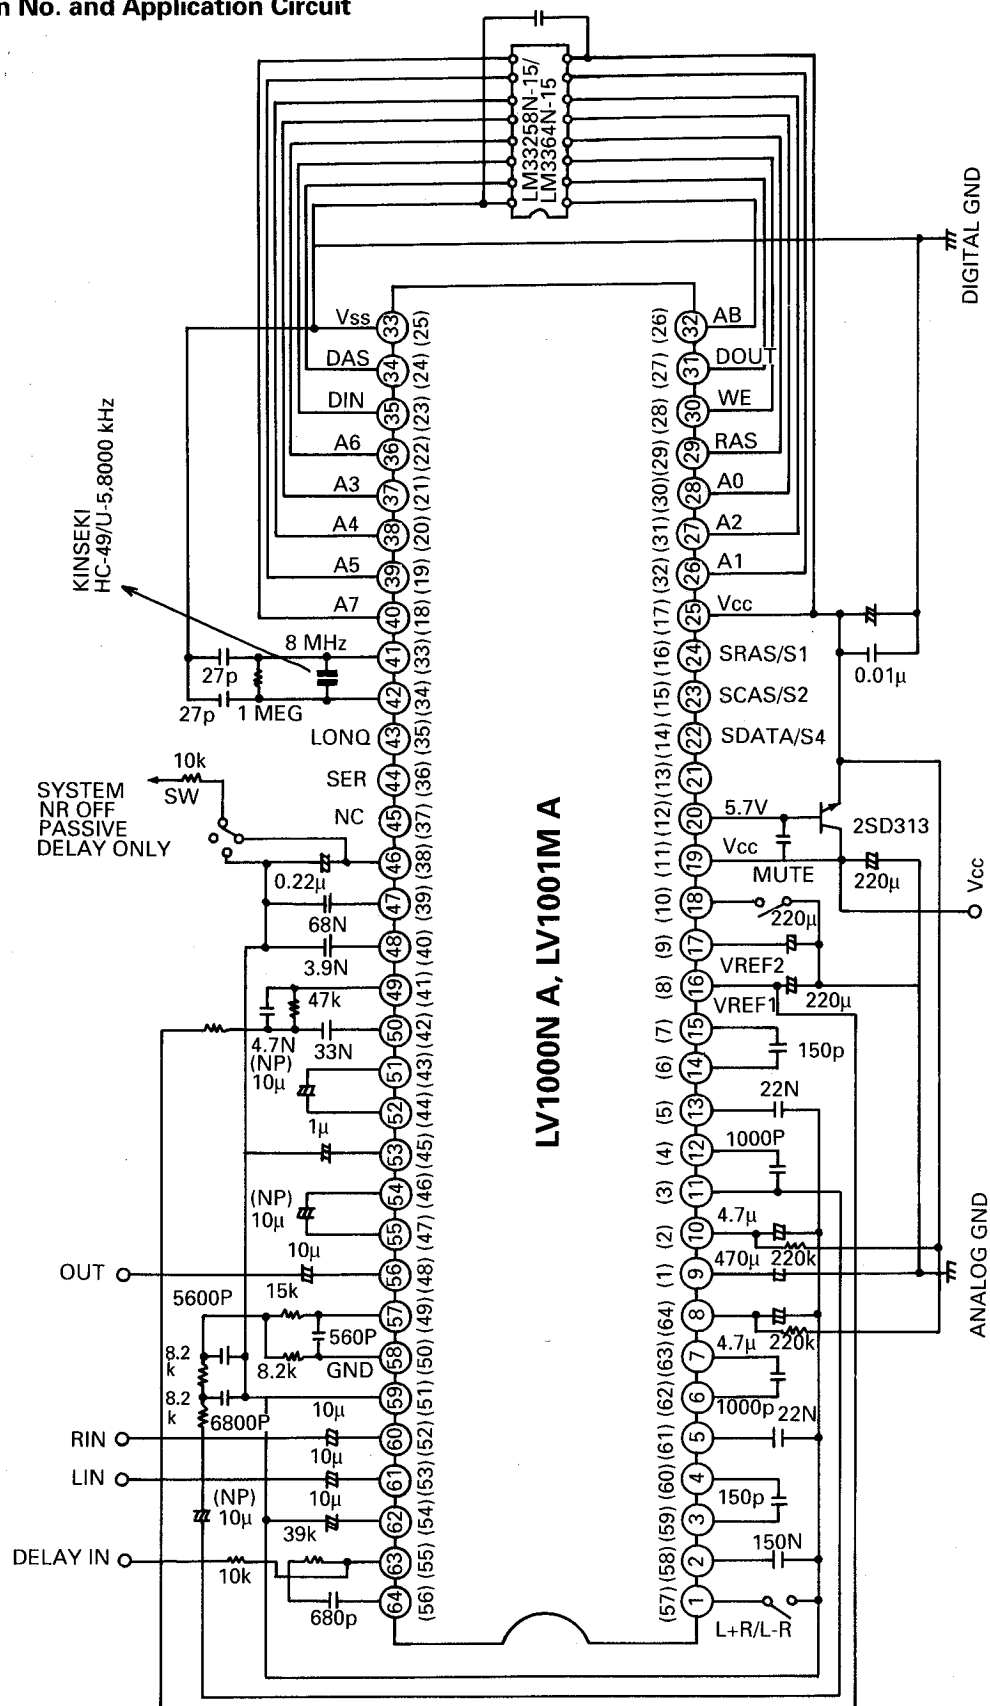 n No. and Application Circuit
LM33258N-15/
LM3364N-15
DIGITAL GND
Vss 33 (25)
DAS 34 (24)
DIN 35 (23)
A6 36 (22)
A3 37 (21)
A4 38 (20)
A5 39 (19)
A7 40 (18)
8 MHz 41 (33)
42 (34)
LONQ 43 (35)
SER 44 (36)
NC 45 (37)
46 (38)
47 (39)
48 (40)
49 (41)
50 (42)
51 (43)
52 (44)
53 (45)
54 (46)
55 (47)
56 (48)
57 (49)
GND 58 (50)
59 (51)
60 (52)
61 (53)
62 (54)
63 (55)
64 (56)
KINSEKI
HC-49/U-5,8000 kHz
27p
27p
1 MEG
10k
SW
SYSTEM
NR OFF
PASSIVE
DELAY ONLY
0.22µ
68N
3.9N
47k
4.7N
33N
(NP)
10µ
1µ
(NP)
10µ
10µ
OUT
15k
5600P
560P
8.2
k
8.2k
8.2
k
6800P
10µ
RIN
10µ
LIN
10µ
(NP)
10µ
39k
DELAY IN
10k
680p
LV1000N A, LV1001M A
(26) 32 AB
(27) 31 DOUT
(28) 30 WE
(29) 29 RAS
(30) 28 A0
(31) 27 A2
(32) 26 A1
(17) 25 Vcc
(16) 24 SRAS/S1
(15) 23 SCAS/S2
(14) 22 SDATA/S4
(13) 21
(12) 20 5.7V
(11) 19 Vcc
(10) 18
(9) 17
(8) 16
(7) 15
(6) 14
(5) 13
(4) 12
(3) 11
(2) 10
(1) 9
(64) 8
(63) 7
(62) 6
(61) 5
(60) 4
(59) 3
(58) 2
(57) 1
0.01µ
2SD313
MUTE
220µ
Vcc
220µ
VREF2
VREF1
220µ
150p
22N
1000P
4.7µ
470µ
220k
ANALOG GND
220k
4.7µ
1000p
22N
150p
150N
L+R/L-R